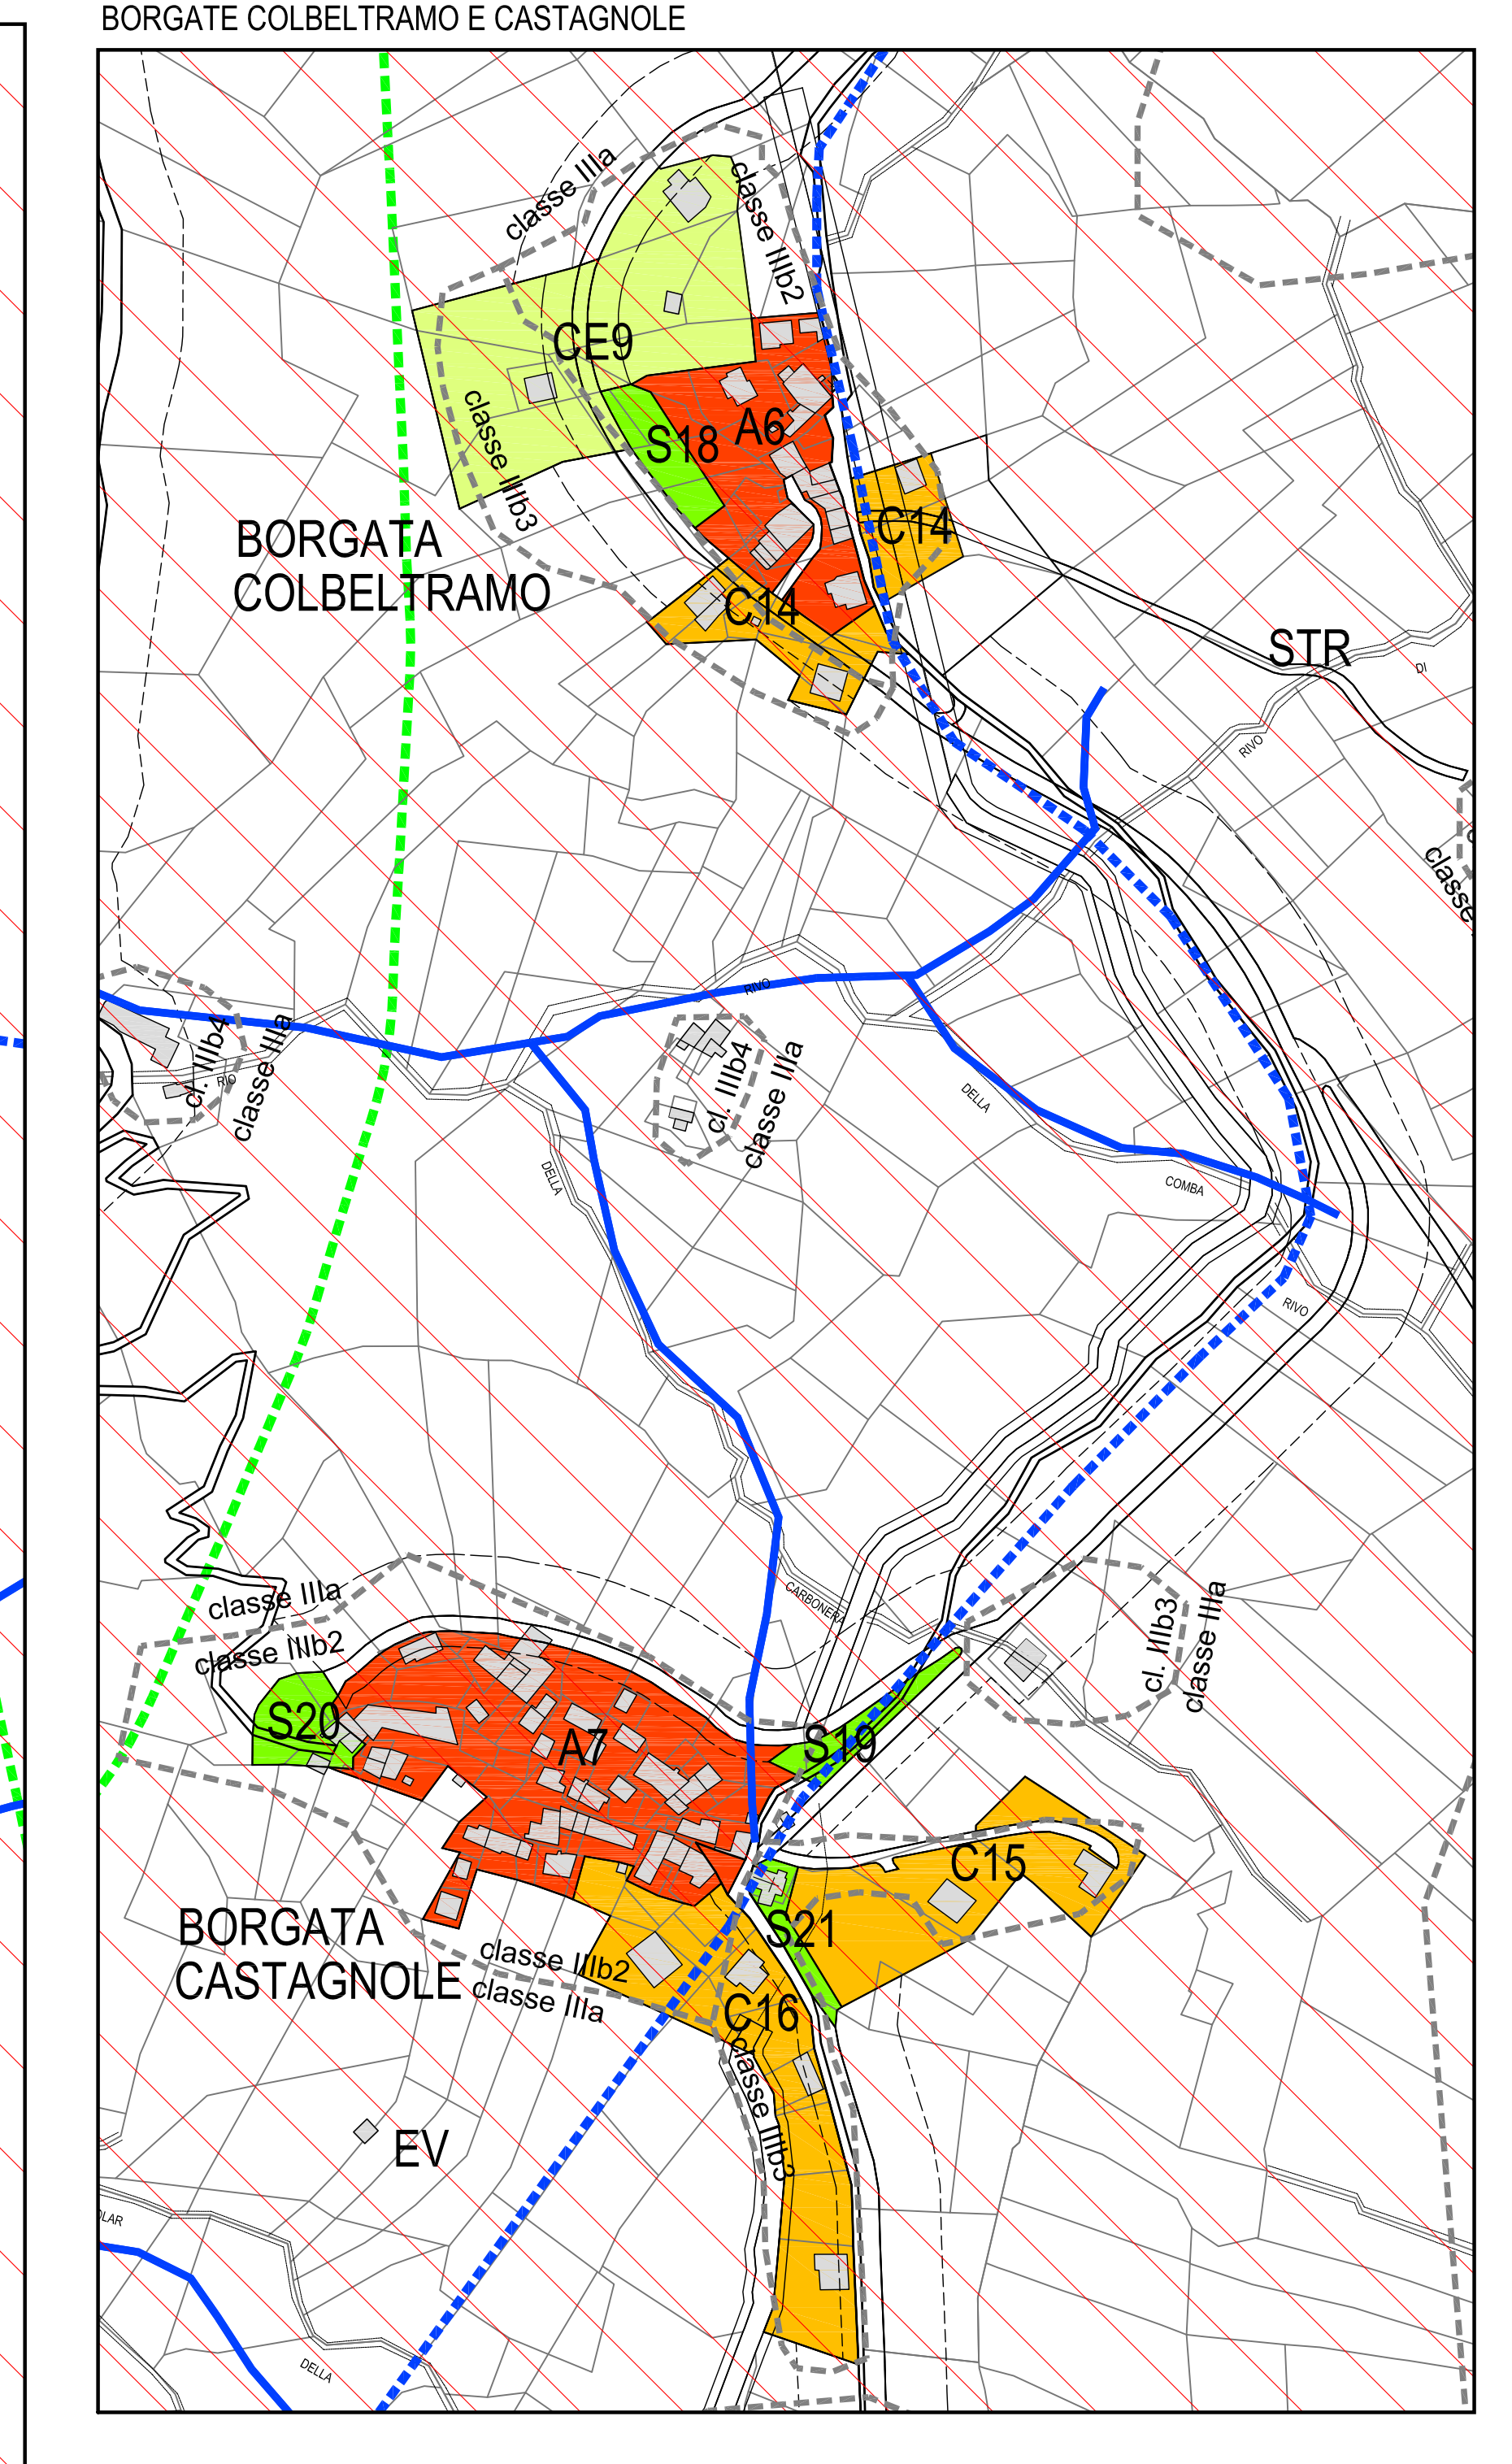 BORGATE COLBELTRAMO E CASTAGNOLE
classe IIIa
classe IIIb2
CE9
classe IIIb3
S18
A6
C14
BORGATA
COLBELTRAMO
C14
STR
DI
RIVO
classe
RIVO
cl. IIIb4
classe IIIa
RIO
cl. IIIb4
classe IIIa
DELLA
DELLA
COMBA
RIVO
CARBONERA
classe IIIa
classe IIIb2
cl. IIIb3
classe IIIa
S20
A7
S19
C15
BORGATA
CASTAGNOLE
classe IIIb2
classe IIIa
S21
C16
classe IIIb3
EV
OLAR
DELLA